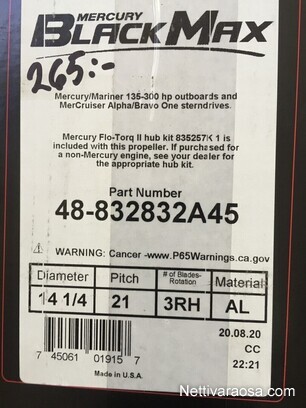 MERCURY
BLACKMAX
265:-
Mercury/Mariner 135-300 hp outboards and
MerCruiser Alpha/Bravo One sterndrives.
Mercury Flo-Torq II hub kit 835257K 1 is
included with this propeller. If purchased for
a non-Mercury engine, see your dealer for
the appropriate hub kit.
Part Number
48-832832A45
WARNING: Cancer -www.P65Warnings.ca.gov
Diameter Pitch # of Blades- Rotation Material
14 1/4 21 3RH AL
20.08.20
CC
22:21
7 45061 01915 7
Made in U.S.A.
Nettivaraosa.com